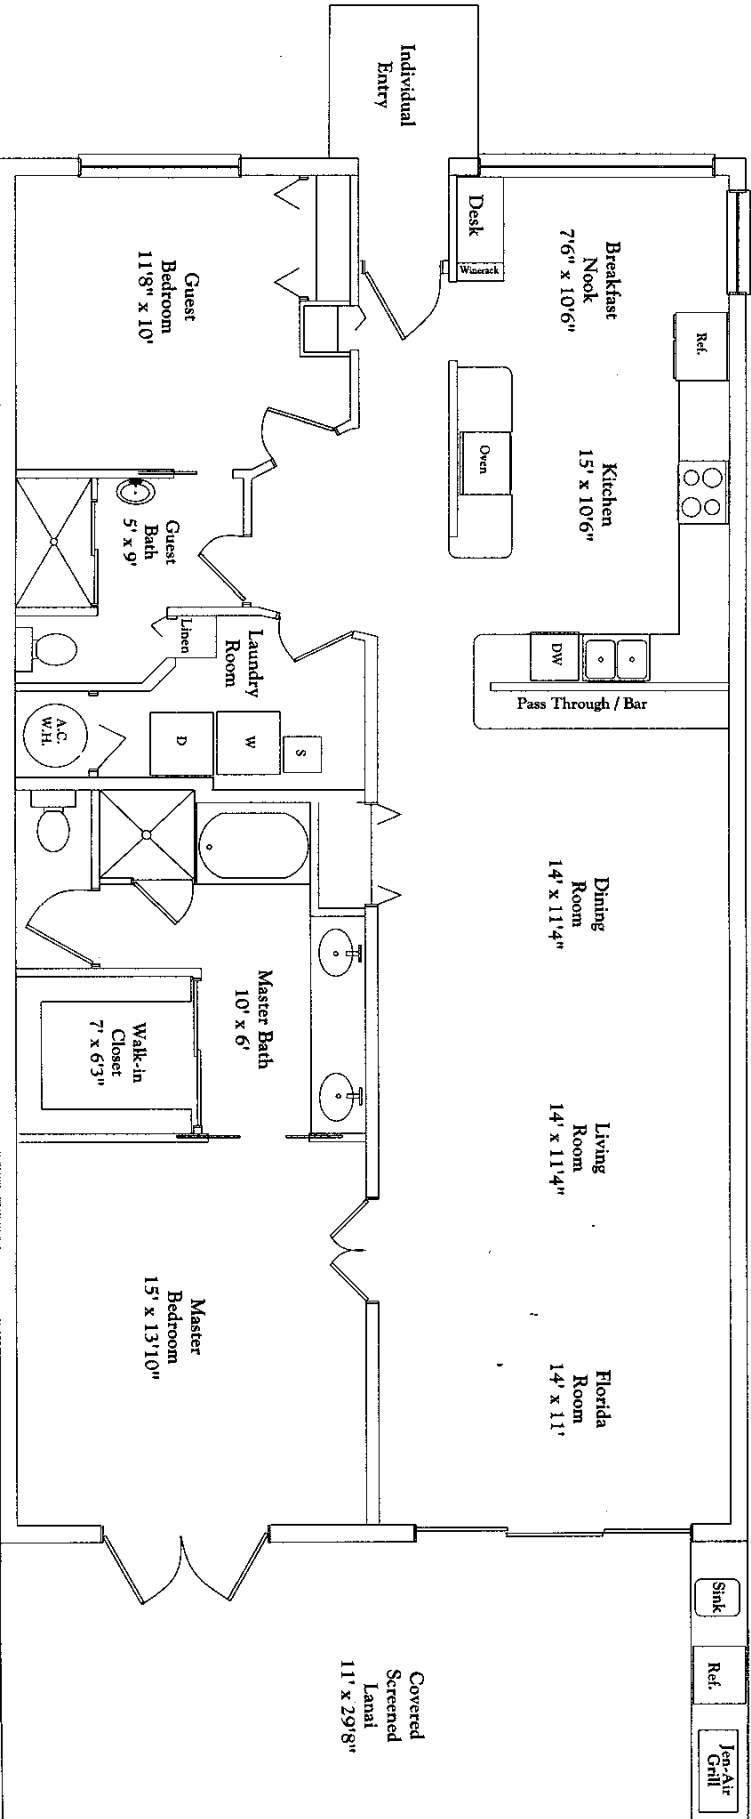 Individual
Entry
Desk
Winerack
Breakfast
Nook
7'6" x 10'6"
Ref.
Guest
Bedroom
11'8" x 10'
Oven
Kitchen
15' x 10'6"
Guest
Bath
5' x 9'
Linen
Laundry
Room
DW
Pass Through / Bar
A.C.
W.H.
D
W
S
Dining
Room
14' x 11'4"
Master Bath
10' x 6'
Walk-in
Closet
7' x 6'3"
Living
Room
14' x 11'4"
Master
Bedroom
15' x 13'10"
Florida
Room
14' x 11'
Sink
Ref.
Jen-Air
Grill
Covered
Screened
Lanai
11' x 29'8"